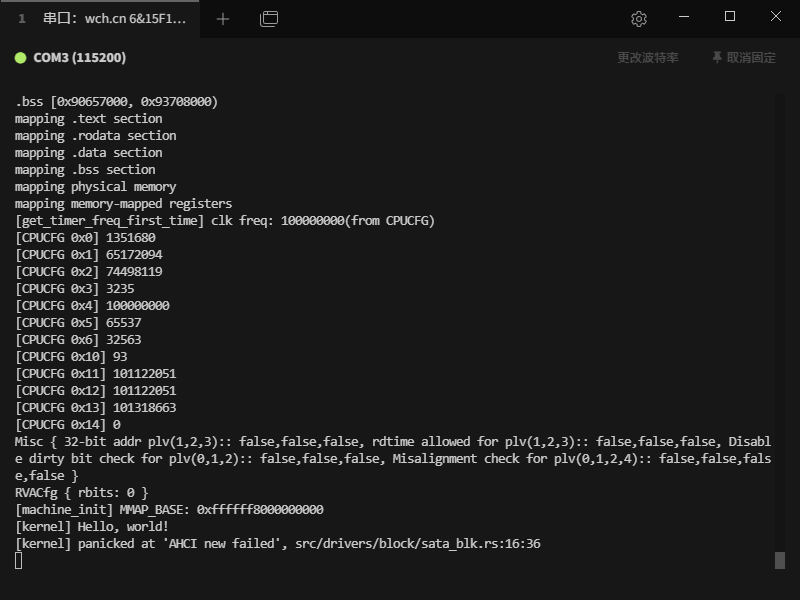 1 串口：wch.cn 6&15F1...
COM3 (115200)
更改波特率 取消固定
.bss [0x90657000, 0x93708000)
mapping .text section
mapping .rodata section
mapping .data section
mapping .bss section
mapping physical memory
mapping memory-mapped registers
[get_timer_freq_first_time] clk freq: 100000000(from CPUCFG)
[CPUCFG 0x0] 1351680
[CPUCFG 0x1] 65172094
[CPUCFG 0x2] 74498119
[CPUCFG 0x3] 3235
[CPUCFG 0x4] 100000000
[CPUCFG 0x5] 65537
[CPUCFG 0x6] 32563
[CPUCFG 0x10] 93
[CPUCFG 0x11] 101122051
[CPUCFG 0x12] 101122051
[CPUCFG 0x13] 101318663
[CPUCFG 0x14] 0
Misc { 32-bit addr plv(1,2,3):: false,false,false, rdtime allowed for plv(1,2,3):: false,false,false, Disabl
e dirty bit check for plv(0,1,2):: false,false,false, Misalignment check for plv(0,1,2,4):: false,false,fals
e,false }
RVACfg { rbits: 0 }
[machine_init] MMAP_BASE: 0xffffff8000000000
[kernel] Hello, world!
[kernel] panicked at 'AHCI new failed', src/drivers/block/sata_blk.rs:16:36